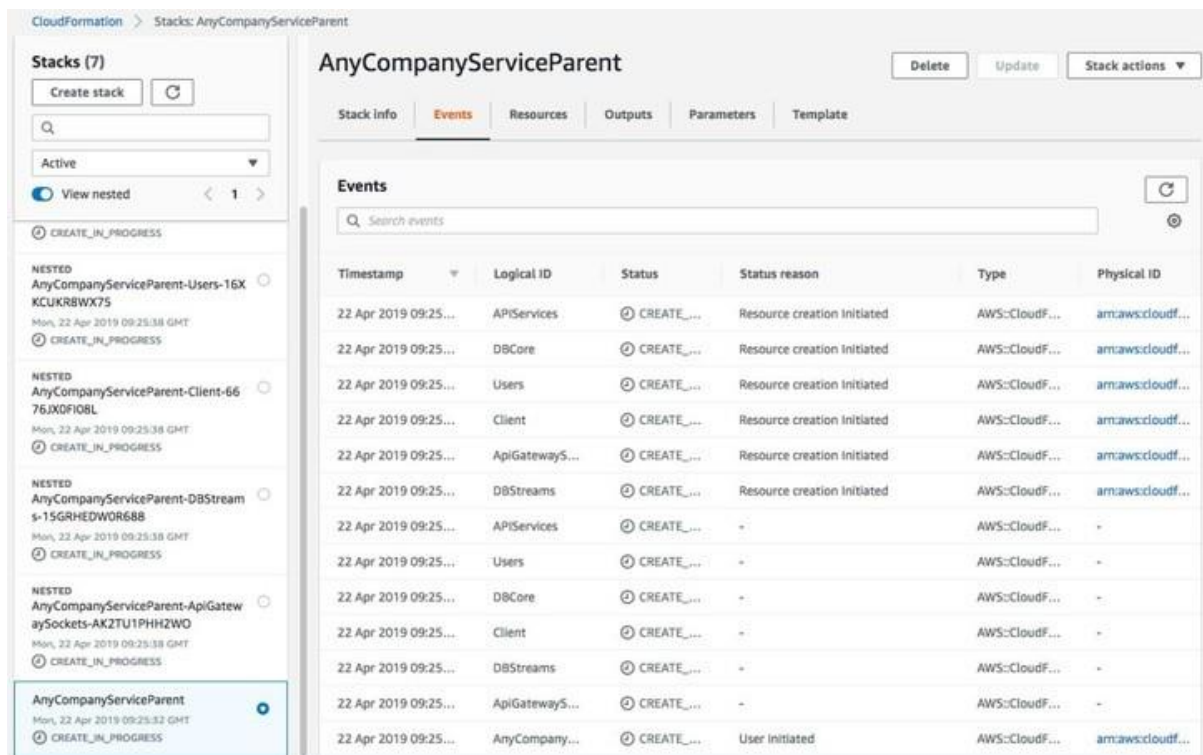 CloudFormation > Stacks: AnyCompanyServiceParent
Stacks (7)
Create stack
Active
View nested
< 1 >
CREATE_IN_PROGRESS
NESTED
AnyCompanyServiceParent-Users-16X
KCUKR8WX75
Mon, 22 Apr 2019 09:25:38 GMT
CREATE_IN_PROGRESS
NESTED
AnyCompanyServiceParent-Client-66
76JX0FI08L
Mon, 22 Apr 2019 09:25:38 GMT
CREATE_IN_PROGRESS
NESTED
AnyCompanyServiceParent-DBStream
s-15GRHEDW0R688
Mon, 22 Apr 2019 09:25:38 GMT
CREATE_IN_PROGRESS
NESTED
AnyCompanyServiceParent-ApiGatew
aySockets-AK2TU1PHH2WO
Mon, 22 Apr 2019 09:25:38 GMT
CREATE_IN_PROGRESS
AnyCompanyServiceParent
Mon, 22 Apr 2019 09:25:32 GMT
CREATE_IN_PROGRESS
AnyCompanyServiceParent
Delete Update Stack actions
Stack info Events Resources Outputs Parameters Template
Events
Search events
Timestamp Logical ID Status Status reason Type Physical ID
22 Apr 2019 09:25... APIServices CREATE_... Resource creation Initiated AWS::CloudF... arn:aws:cloudf...
22 Apr 2019 09:25... DBCore CREATE_... Resource creation Initiated AWS::CloudF... arn:aws:cloudf...
22 Apr 2019 09:25... Users CREATE_... Resource creation Initiated AWS::CloudF... arn:aws:cloudf...
22 Apr 2019 09:25... Client CREATE_... Resource creation Initiated AWS::CloudF... arn:aws:cloudf...
22 Apr 2019 09:25... ApiGatewayS... CREATE_... Resource creation Initiated AWS::CloudF... arn:aws:cloudf...
22 Apr 2019 09:25... DBStreams CREATE_... Resource creation Initiated AWS::CloudF... arn:aws:cloudf...
22 Apr 2019 09:25... APIServices CREATE_... - AWS::CloudF... -
22 Apr 2019 09:25... Users CREATE_... - AWS::CloudF... -
22 Apr 2019 09:25... DBCore CREATE_... - AWS::CloudF... -
22 Apr 2019 09:25... Client CREATE_... - AWS::CloudF... -
22 Apr 2019 09:25... DBStreams CREATE_... - AWS::CloudF... -
22 Apr 2019 09:25... ApiGatewayS... CREATE_... - AWS::CloudF... -
22 Apr 2019 09:25... AnyCompany... CREATE_... User Initiated AWS::CloudF... arn:aws:cloudf...